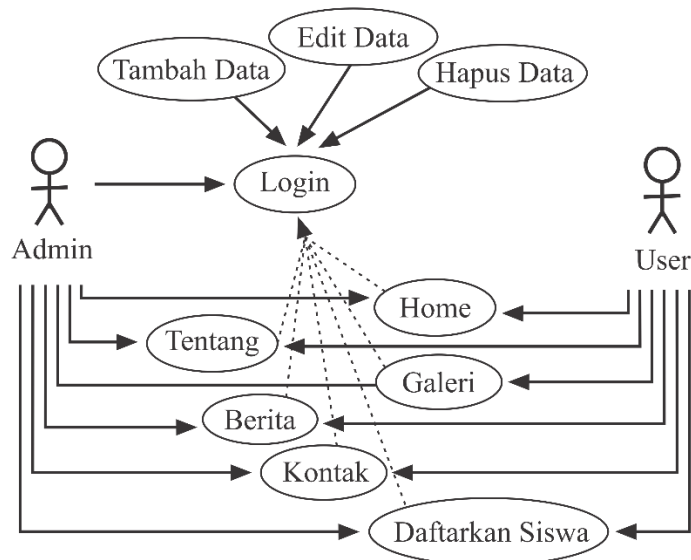 Edit Data
Tambah Data
Hapus Data
Login
Admin
User
Home
Tentang
Galeri
Berita
Kontak
Daftarkan Siswa